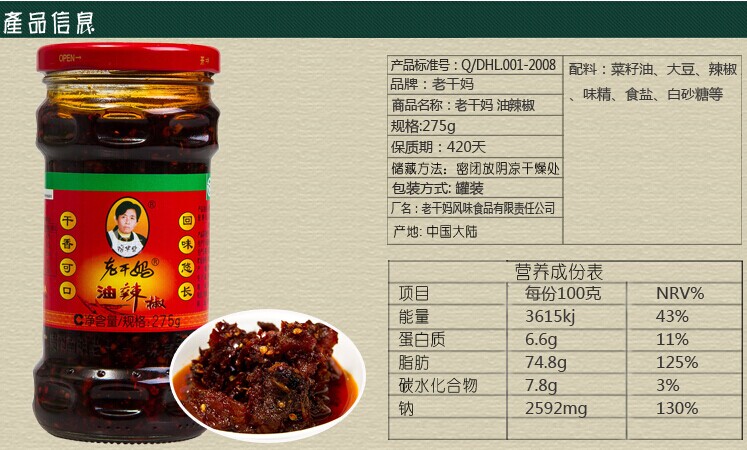 產品信息
OPEN
开
干香可口
回味悠长
老干妈®
油辣椒
净含量/规格:275g
产品标准号: Q/DHL001-2008
品牌：老干妈
商品名称：老干妈 油辣椒
规格:275g
保质期：420天
储藏方法：密闭放阴凉干燥处
包装方式: 罐装
厂名：老干妈风味食品有限责任公司
产地: 中国大陆
配料：菜籽油、大豆、辣椒
、味精、食盐、白砂糖等
营养成份表
项目 每份100克 NRV%
能量 3615kj 43%
蛋白质 6.6g 11%
脂肪 74.8g 125%
碳水化合物 7.8g 3%
钠 2592mg 130%